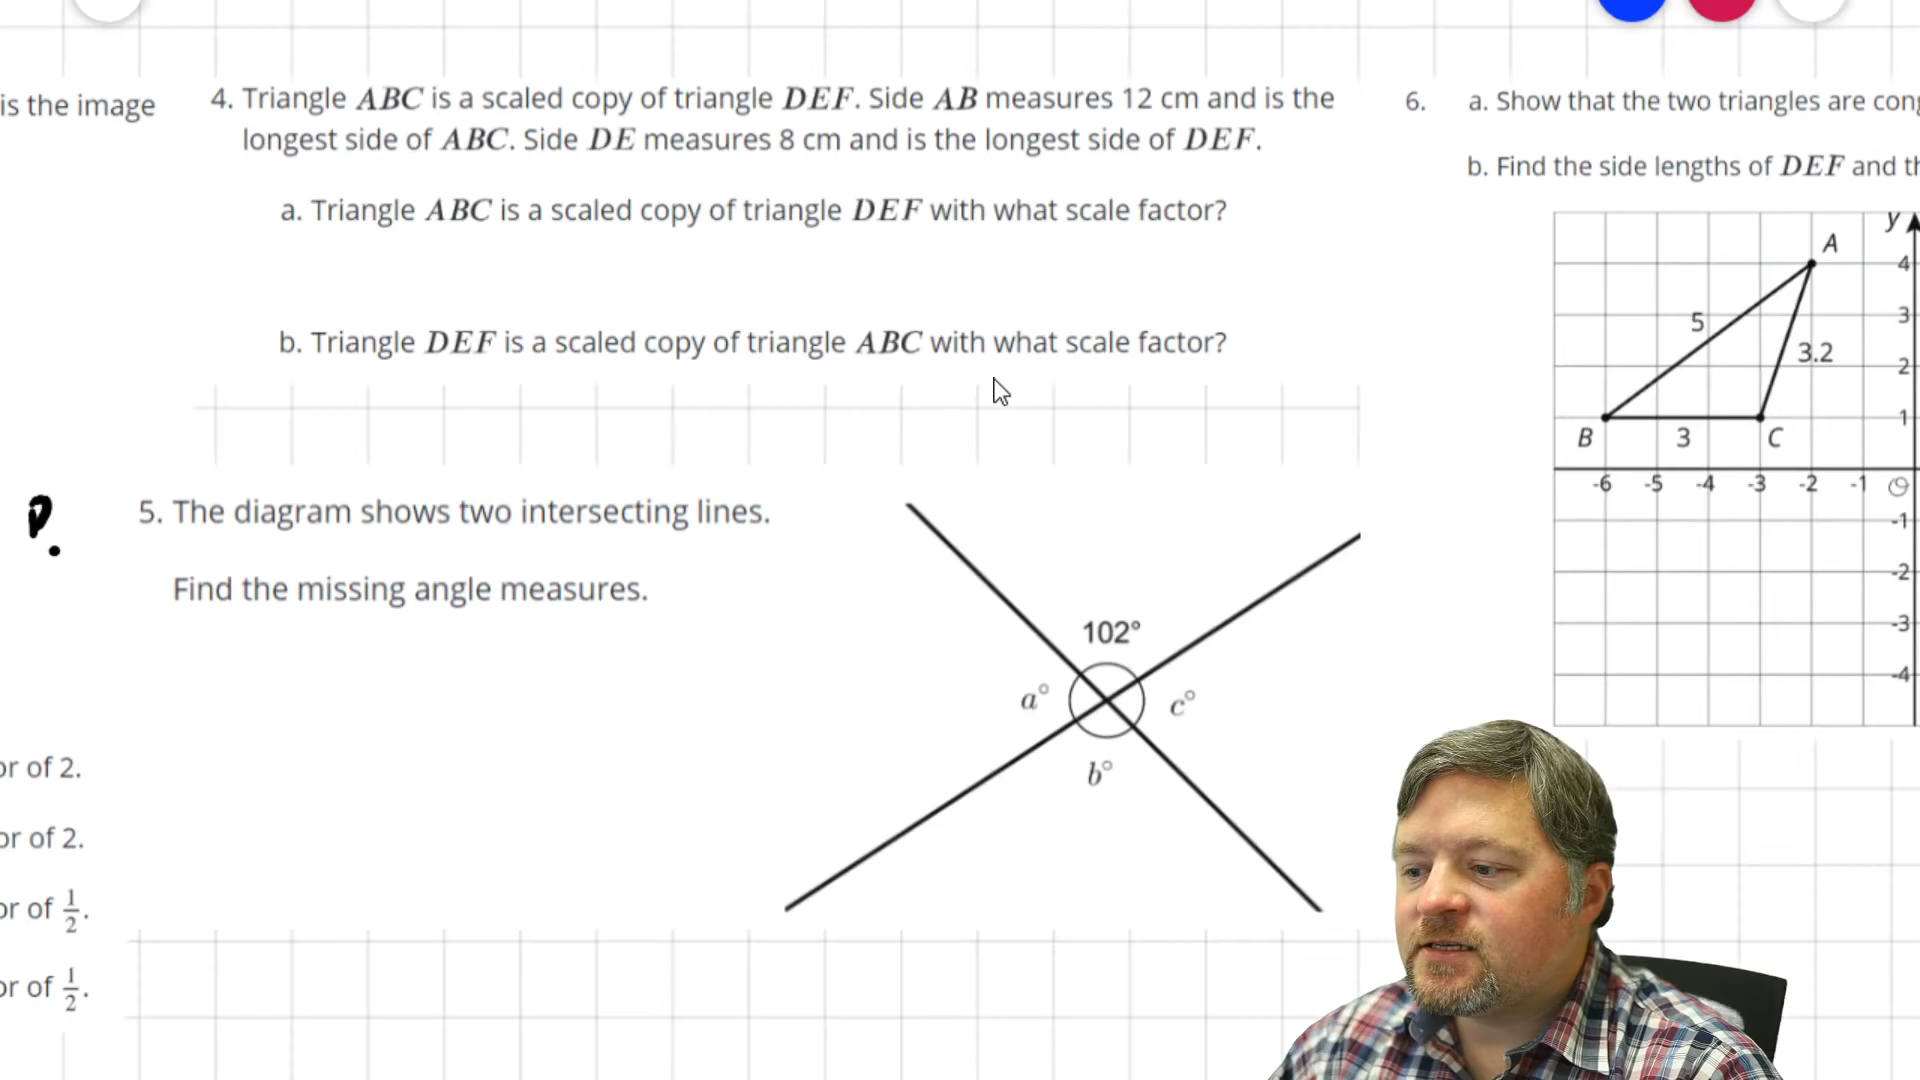 is the image
4. Triangle ABC is a scaled copy of triangle DEF. Side AB measures 12 cm and is the
longest side of ABC. Side DE measures 8 cm and is the longest side of DEF.
a. Triangle ABC is a scaled copy of triangle DEF with what scale factor?
b. Triangle DEF is a scaled copy of triangle ABC with what scale factor?
5. The diagram shows two intersecting lines.
Find the missing angle measures.
102°
a°
c°
b°
or of 2.
or of 2.
or of 1/2.
or of 1/2.
6. a. Show that the two triangles are cong
b. Find the side lengths of DEF and th
y
A
4
5
3
3.2
2
1
B
3
C
-6 -5 -4 -3 -2 -1 O
-1
-2
-3
-4